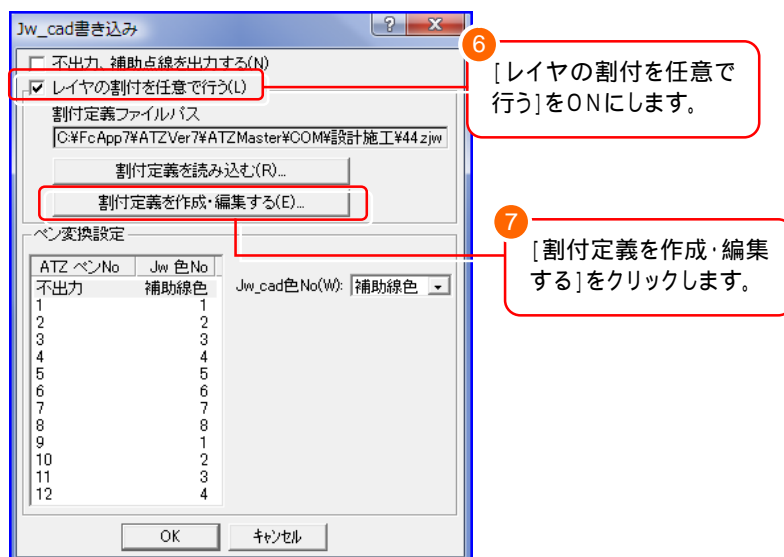 Jw_cad書き込み
?
X
不出力、補助点線を出力する(N)
レイヤの割付を任意で行う(L)
割付定義ファイルパス
C:¥FcApp7¥ATZVer7¥ATZMaster¥COM¥設計施工¥44zjw
割付定義を読み込む(R)...
割付定義を作成・編集する(E)...
ペン変換設定
ATZ ペンNo Jw 色No
不出力 補助線色
1 1
2 2
3 3
4 4
5 5
6 6
7 7
8 8
9 1
10 2
11 3
12 4
Jw_cad色No(W): 補助線色
OK キャンセル
6
[レイヤの割付を任意で
行う]をONにします。
7
[割付定義を作成・編集
する]をクリックします。